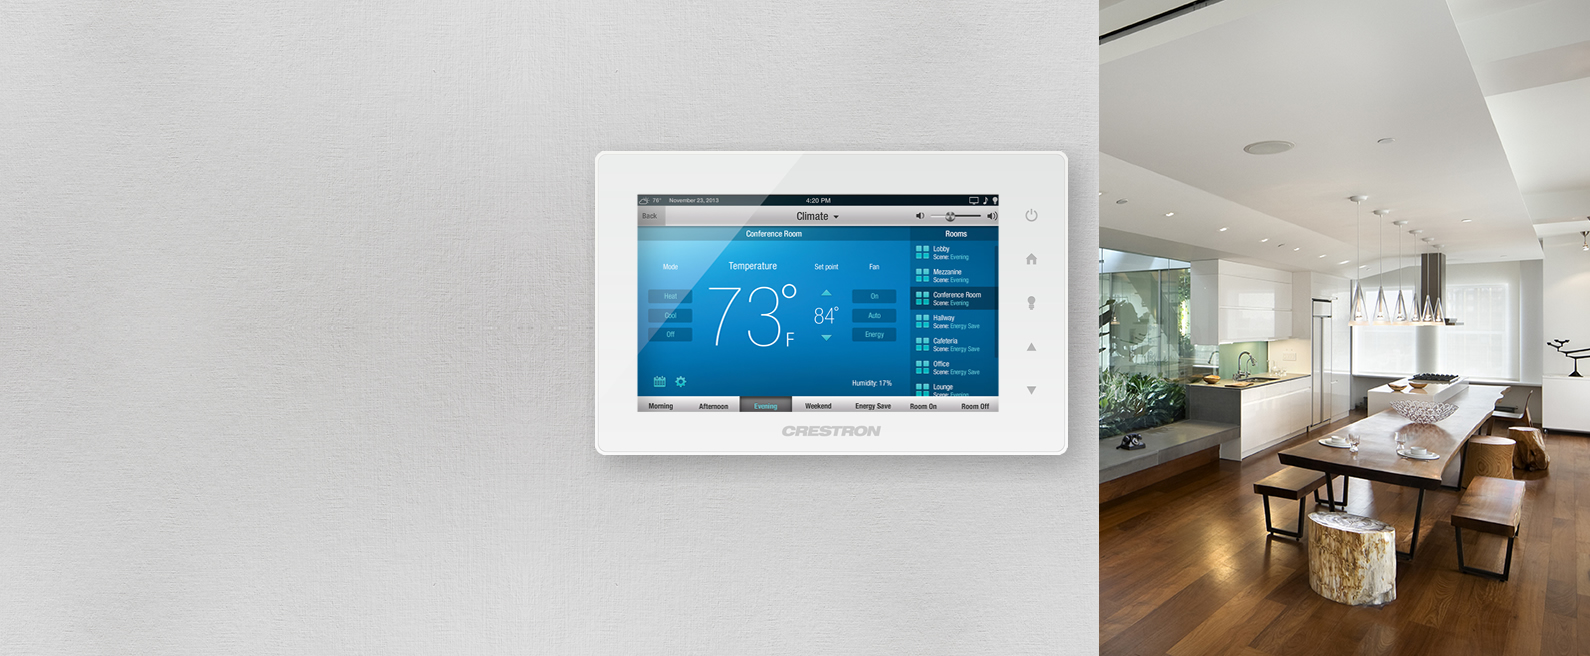 78° November 23, 2013 4:20 PM
Back Climate
Conference Room Rooms
Mode Temperature Set point Fan
Heat
Cool
Off
73°F
84°
On
Auto
Energy
Humidity: 17%
Lobby
Scene: Evening
Mezzanine
Scene: Evening
Conference Room
Scene: Evening
Hallway
Scene: Energy Save
Cafeteria
Scene: Energy Save
Office
Scene: Energy Save
Lounge
Scene: Evening
Morning Afternoon Evening Weekend Energy Save Room On Room Off
CRESTRON